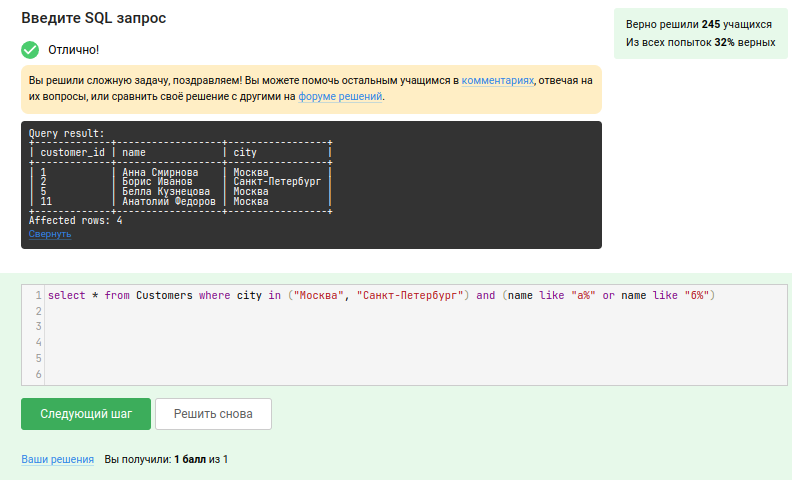 Введите SQL запрос
Верно решили 245 учащихся
Из всех попыток 32% верных
Отлично!
Вы решили сложную задачу, поздравляем! Вы можете помочь остальным учащимся в комментариях, отвечая на
их вопросы, или сравнить своё решение с другими на форуме решений.
Query result:
+-------------+------------------+-----------------+
| customer_id | name | city |
+-------------+------------------+-----------------+
| 1 | Анна Смирнова | Москва |
| 2 | Борис Иванов | Санкт-Петербург |
| 5 | Белла Кузнецова | Москва |
| 11 | Анатолий Федоров | Москва |
+-------------+------------------+-----------------+
Affected rows: 4
Свернуть
1 select * from Customers where city in ("Москва", "Санкт-Петербург") and (name like "а%" or name like "б%")
2
3
4
5
6
Следующий шаг
Решить снова
Ваши решения Вы получили: 1 балл из 1